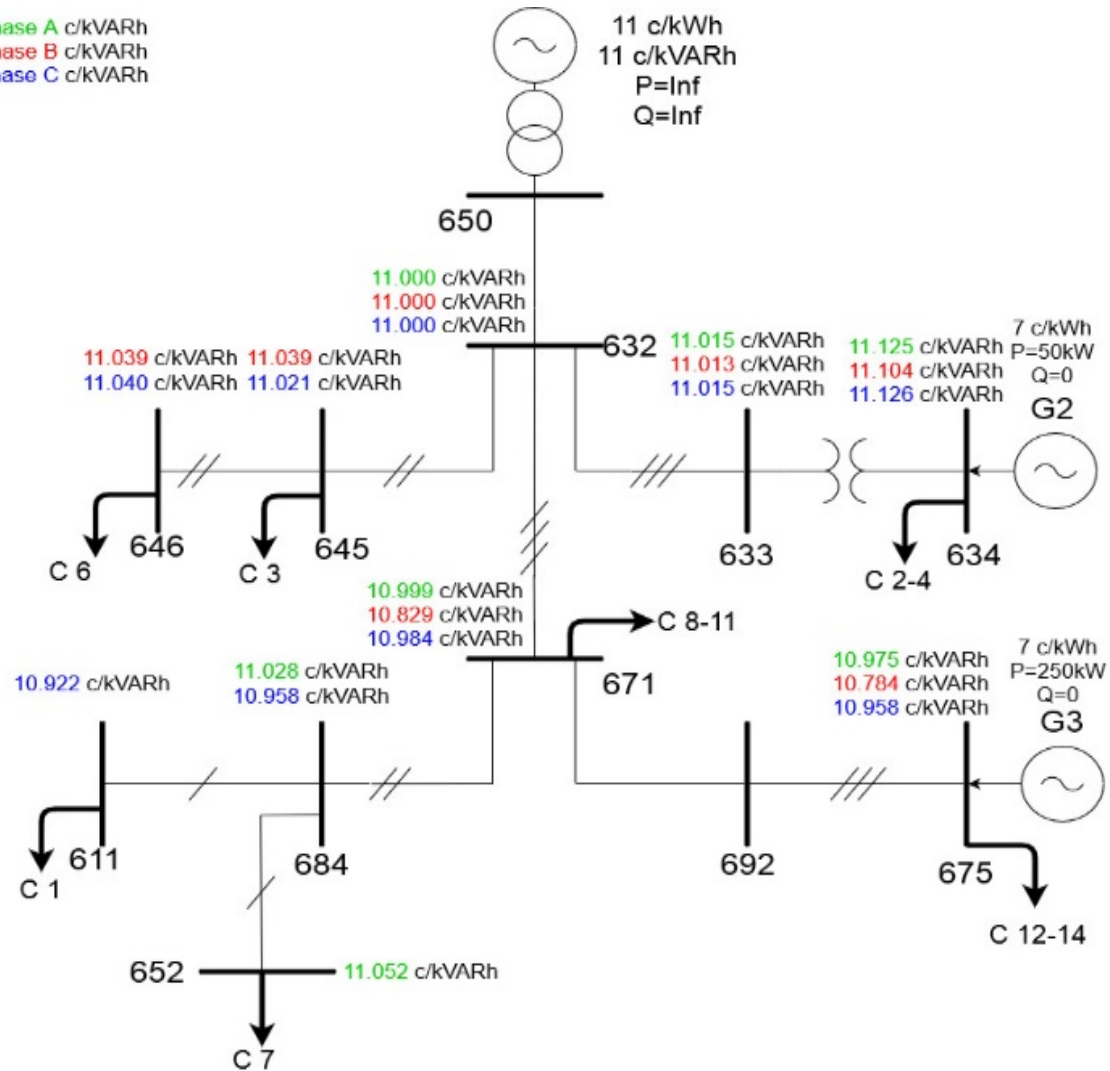 hase A c/kVARh
hase B c/kVARh
hase C c/kVARh
11 c/kWh
11 c/kVARh
P=Inf
Q=Inf
650
11.000 c/kVARh
11.000 c/kVARh
11.000 c/kVARh
632
11.039 c/kVARh
11.040 c/kVARh
11.039 c/kVARh
11.021 c/kVARh
11.015 c/kVARh
11.013 c/kVARh
11.015 c/kVARh
11.125 c/kVARh
11.104 c/kVARh
11.126 c/kVARh
7 c/kWh
P=50kW
Q=0
G2
646
C 6
645
C 3
633
634
C 2-4
10.999 c/kVARh
10.829 c/kVARh
10.984 c/kVARh
C 8-11
671
10.922 c/kVARh
11.028 c/kVARh
10.958 c/kVARh
10.975 c/kVARh
10.784 c/kVARh
10.958 c/kVARh
7 c/kWh
P=250kW
Q=0
G3
611
C 1
684
692
675
C 12-14
652
11.052 c/kVARh
C 7